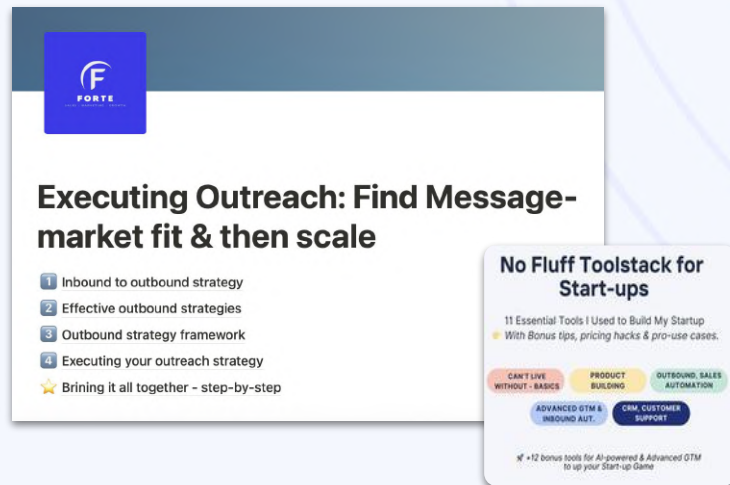 F
FORTE
Executing Outreach: Find Message-
market fit & then scale
1 Inbound to outbound strategy
2 Effective outbound strategies
3 Outbound strategy framework
4 Executing your outreach strategy
⭐ Brining it all together - step-by-step
No Fluff Toolstack for
Start-ups
11 Essential Tools I Used to Build My Startup
👉 With Bonus tips, pricing hacks & pro-use cases.
CAN'T LIVE
WITHOUT - BASICS
PRODUCT
BUILDING
OUTBOUND, SALES
AUTOMATION
ADVANCED GTM &
INBOUND AUT.
CRM, CUSTOMER
SUPPORT
🚀 +12 bonus tools for AI-powered & Advanced GTM
to up your Start-up Game